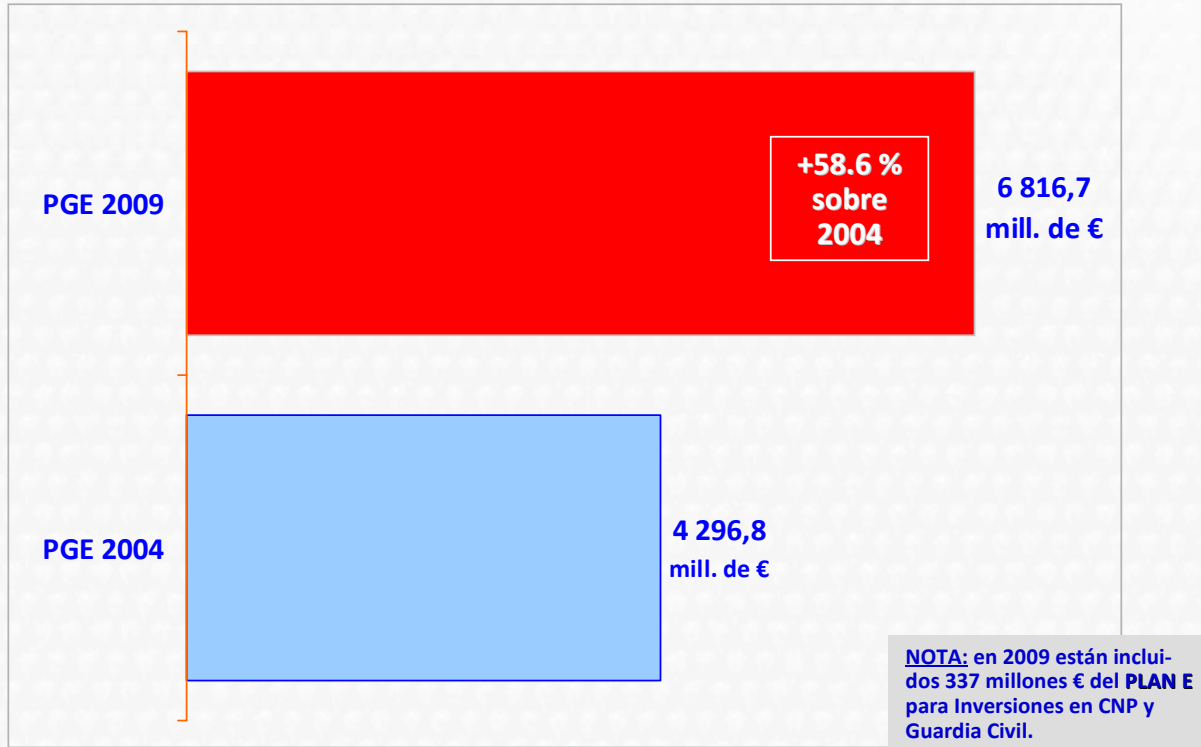 PGE 2009
+58.6 %
sobre
2004
6 816,7
mill. de €
PGE 2004
4 296,8
mill. de €
NOTA: en 2009 están inclui-
dos 337 millones € del PLAN E
para Inversiones en CNP y
Guardia Civil.